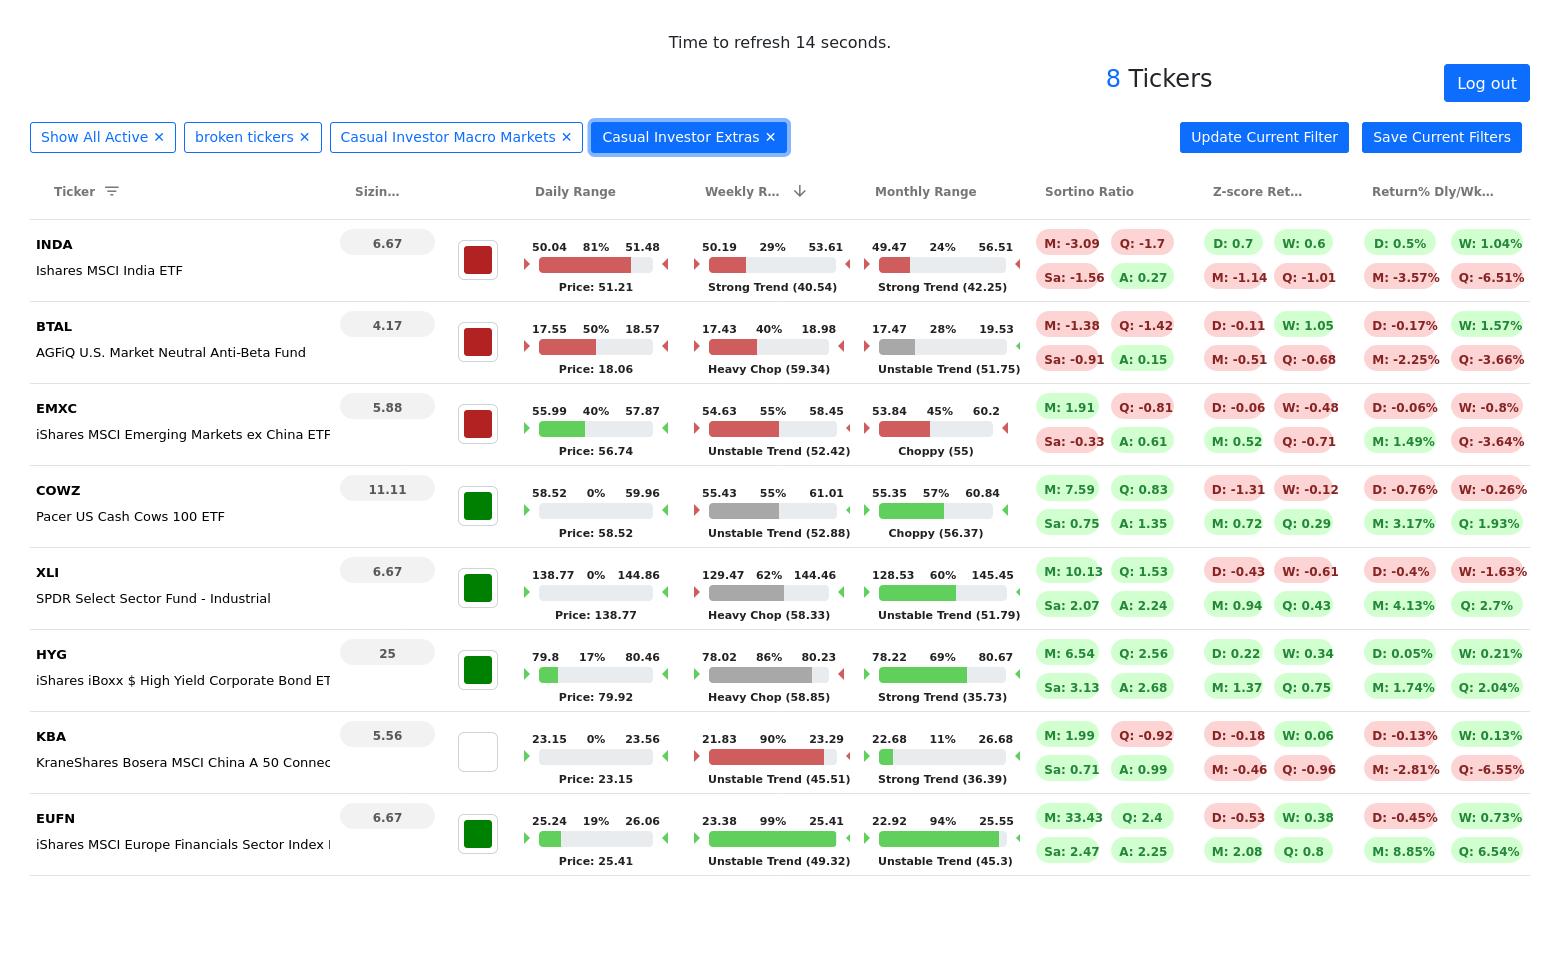 Time to refresh 14 seconds.
8 Tickers
Log out
Show All Active ✕ broken tickers ✕ Casual Investor Macro Markets ✕ Casual Investor Extras ✕ Update Current Filter Save Current Filters
Ticker Sizin... Daily Range Weekly R... Monthly Range Sortino Ratio Z-score Ret... Return% Dly/Wk...
INDA 6.67 50.04 81% 51.48 50.19 29% 53.61 49.47 24% 56.51 M: -3.09 Q: -1.7 D: 0.7 W: 0.6 D: 0.5% W: 1.04%
Ishares MSCI India ETF Price: 51.21 Strong Trend (40.54) Strong Trend (42.25) Sa: -1.56 A: 0.27 M: -1.14 Q: -1.01 M: -3.57% Q: -6.51%
BTAL 4.17 17.55 50% 18.57 17.43 40% 18.98 17.47 28% 19.53 M: -1.38 Q: -1.42 D: -0.11 W: 1.05 D: -0.17% W: 1.57%
AGFiQ U.S. Market Neutral Anti-Beta Fund Price: 18.06 Heavy Chop (59.34) Unstable Trend (51.75) Sa: -0.91 A: 0.15 M: -0.51 Q: -0.68 M: -2.25% Q: -3.66%
EMXC 5.88 55.99 40% 57.87 54.63 55% 58.45 53.84 45% 60.2 M: 1.91 Q: -0.81 D: -0.06 W: -0.48 D: -0.06% W: -0.8%
iShares MSCI Emerging Markets ex China ETF Price: 56.74 Unstable Trend (52.42) Choppy (55) Sa: -0.33 A: 0.61 M: 0.52 Q: -0.71 M: 1.49% Q: -3.64%
COWZ 11.11 58.52 0% 59.96 55.43 55% 61.01 55.35 57% 60.84 M: 7.59 Q: 0.83 D: -1.31 W: -0.12 D: -0.76% W: -0.26%
Pacer US Cash Cows 100 ETF Price: 58.52 Unstable Trend (52.88) Choppy (56.37) Sa: 0.75 A: 1.35 M: 0.72 Q: 0.29 M: 3.17% Q: 1.93%
XLI 6.67 138.77 0% 144.86 129.47 62% 144.46 128.53 60% 145.45 M: 10.13 Q: 1.53 D: -0.43 W: -0.61 D: -0.4% W: -1.63%
SPDR Select Sector Fund - Industrial Price: 138.77 Heavy Chop (58.33) Unstable Trend (51.79) Sa: 2.07 A: 2.24 M: 0.94 Q: 0.43 M: 4.13% Q: 2.7%
HYG 25 79.8 17% 80.46 78.02 86% 80.23 78.22 69% 80.67 M: 6.54 Q: 2.56 D: 0.22 W: 0.34 D: 0.05% W: 0.21%
iShares iBoxx $ High Yield Corporate Bond ET Price: 79.92 Heavy Chop (58.85) Strong Trend (35.73) Sa: 3.13 A: 2.68 M: 1.37 Q: 0.75 M: 1.74% Q: 2.04%
KBA 5.56 23.15 0% 23.56 21.83 90% 23.29 22.68 11% 26.68 M: 1.99 Q: -0.92 D: -0.18 W: 0.06 D: -0.13% W: 0.13%
KraneShares Bosera MSCI China A 50 Connec Price: 23.15 Unstable Trend (45.51) Strong Trend (36.39) Sa: 0.71 A: 0.99 M: -0.46 Q: -0.96 M: -2.81% Q: -6.55%
EUFN 6.67 25.24 19% 26.06 23.38 99% 25.41 22.92 94% 25.55 M: 33.43 Q: 2.4 D: -0.53 W: 0.38 D: -0.45% W: 0.73%
iShares MSCI Europe Financials Sector Index Price: 25.41 Unstable Trend (49.32) Unstable Trend (45.3) Sa: 2.47 A: 2.25 M: 2.08 Q: 0.8 M: 8.85% Q: 6.54%